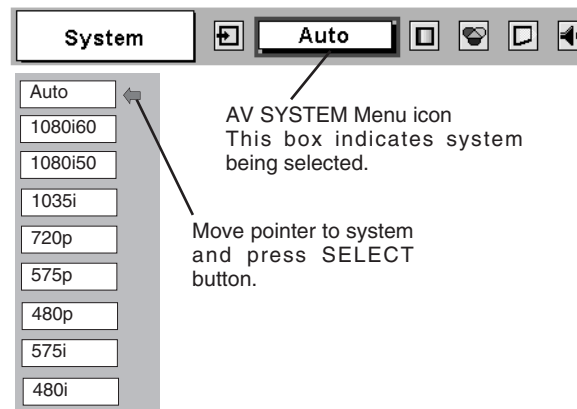 System
Auto
AV SYSTEM Menu icon
This box indicates system
being selected.
Auto
1080i60
1080i50
1035i
720p
575p
480p
575i
480i
Move pointer to system
and press SELECT
button.